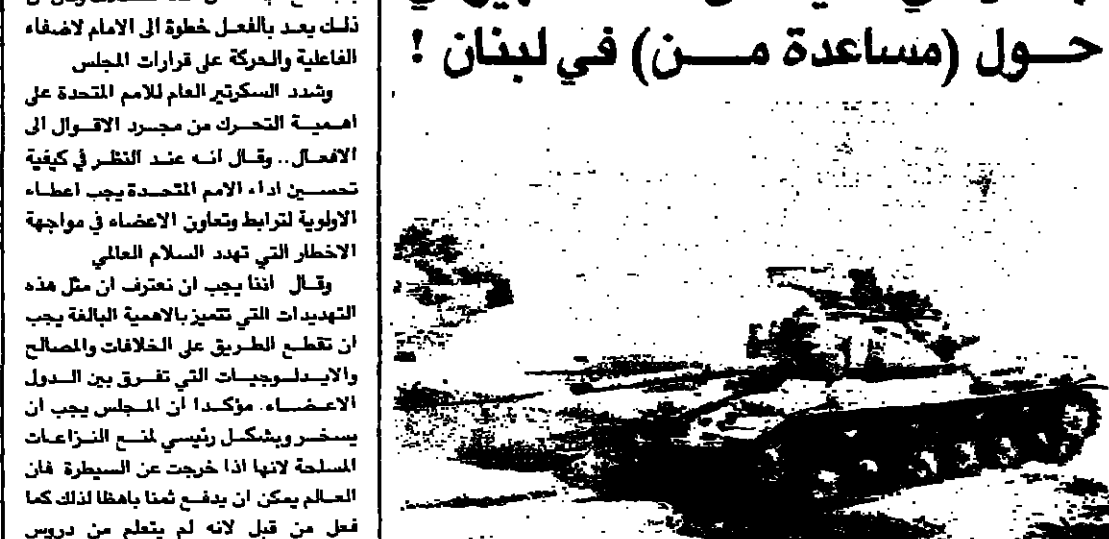 حول (مساعدة من) في لبنان !
ذلك يعد بالفعل خطوة الى الامام لاضفاء
الفاعلية والحركة على قرارات المجلس
وشدد السكرتير العام للامم المتحدة على
اهمية التحرك من مجرد الاقوال الى
الافعال .. وقال انه عند النظر في كيفية
تحسين اداء الامم المتحدة يجب اعطاء
الاولوية لترابط وتعاون الاعضاء في مواجهة
الاخطار التي تهدد السلام العالمي
وقال اننا يجب ان نعترف ان مثل هذه
التهديدات التي تتميز بالاهمية البالغة يجب
ان تقطع الطريق على الخلافات والمصالح
والايدلوجيات التي تفرق بين الدول
الاعضاء. مؤكدا ان المجلس يجب ان
يسخر وبشكل رئيسي لمنع النزاعات
المسلحة لانها اذا خرجت عن السيطرة فان
العالم يمكن ان يدفع ثمنا باهظا لذلك كما
فعل من قبل لانه لم يتعلم من دروس